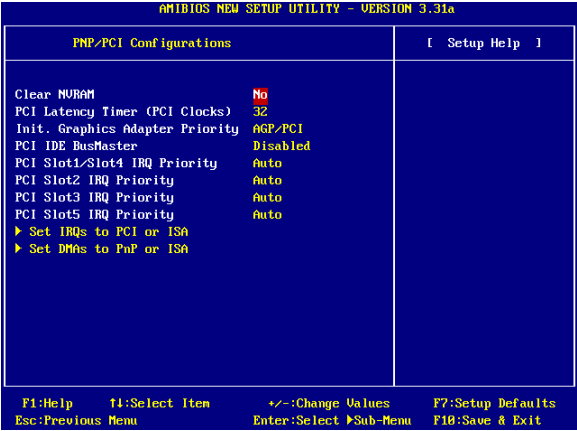 AMIBIOS NEW SETUP UTILITY - VERSION 3.31a
PNP/PCI Configurations
[ Setup Help ]
Clear NVRAM No
PCI Latency Timer (PCI Clocks) 32
Init. Graphics Adapter Priority AGP/PCI
PCI IDE BusMaster Disabled
PCI Slot1/Slot4 IRQ Priority Auto
PCI Slot2 IRQ Priority Auto
PCI Slot3 IRQ Priority Auto
PCI Slot5 IRQ Priority Auto
▶ Set IRQs to PCI or ISA
▶ Set DMAs to PnP or ISA
F1:Help ↑↓:Select Item +/-:Change Values F7:Setup Defaults
Esc:Previous Menu Enter:Select ▶Sub-Menu F10:Save & Exit